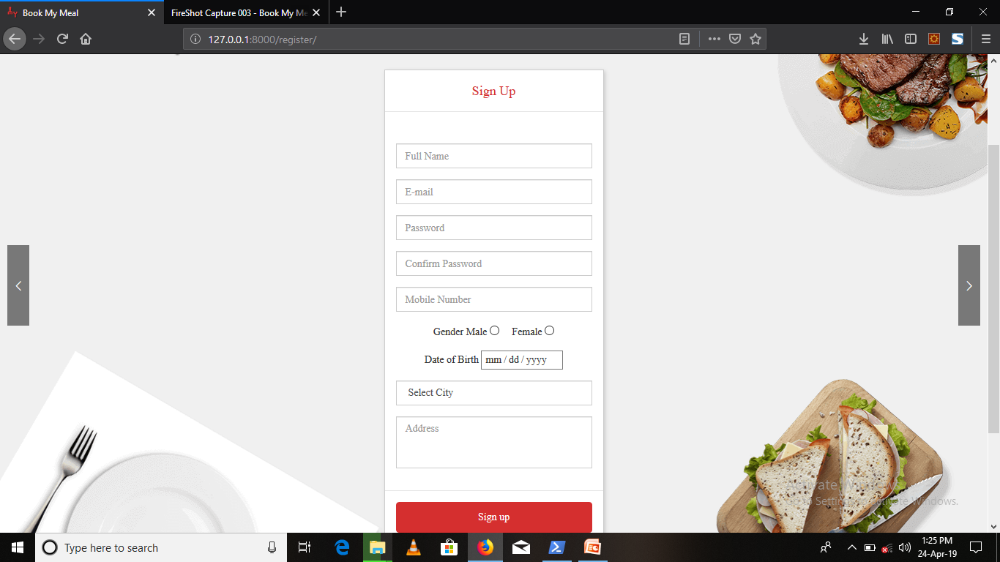 Book My Meal
FireShot Capture 003 - Book My Me
127.0.0.1:8000/register/
Sign Up
Full Name
E-mail
Password
Confirm Password
Mobile Number
Gender Male Female
Date of Birth mm / dd / yyyy
Select City
Address
Activate Windows
Go to Settings to activate Windows.
Sign up
Type here to search
1:25 PM
24-Apr-19